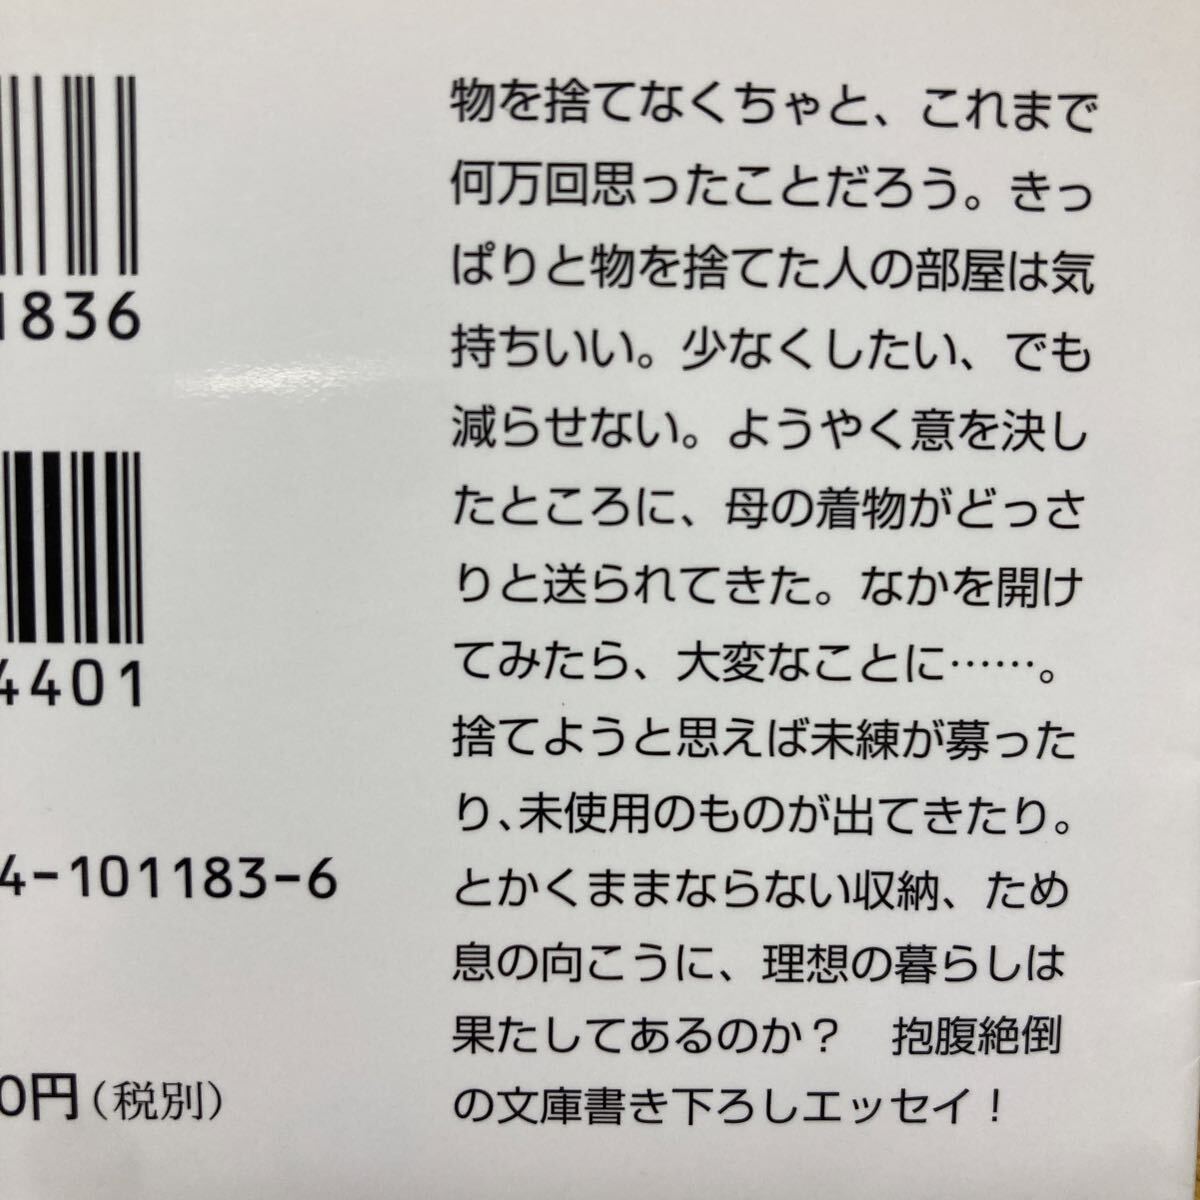 物を捨てなくちゃと、これまで
何万回思ったことだろう。きっ
ぱりと物を捨てた人の部屋は気
持ちいい。少なくしたい、でも
減らせない。ようやく意を決し
たところに、母の着物がどっさ
りと送られてきた。なかを開け
てみたら、大変なことに……。
捨てようと思えば未練が募った
り、未使用のものが出てきたり。
とかくままならない収納、ため
息の向こうに、理想の暮らしは
果たしてあるのか？　抱腹絶倒
の文庫書き下ろしエッセイ！
1836
4401
4-101183-6
0円（税別）